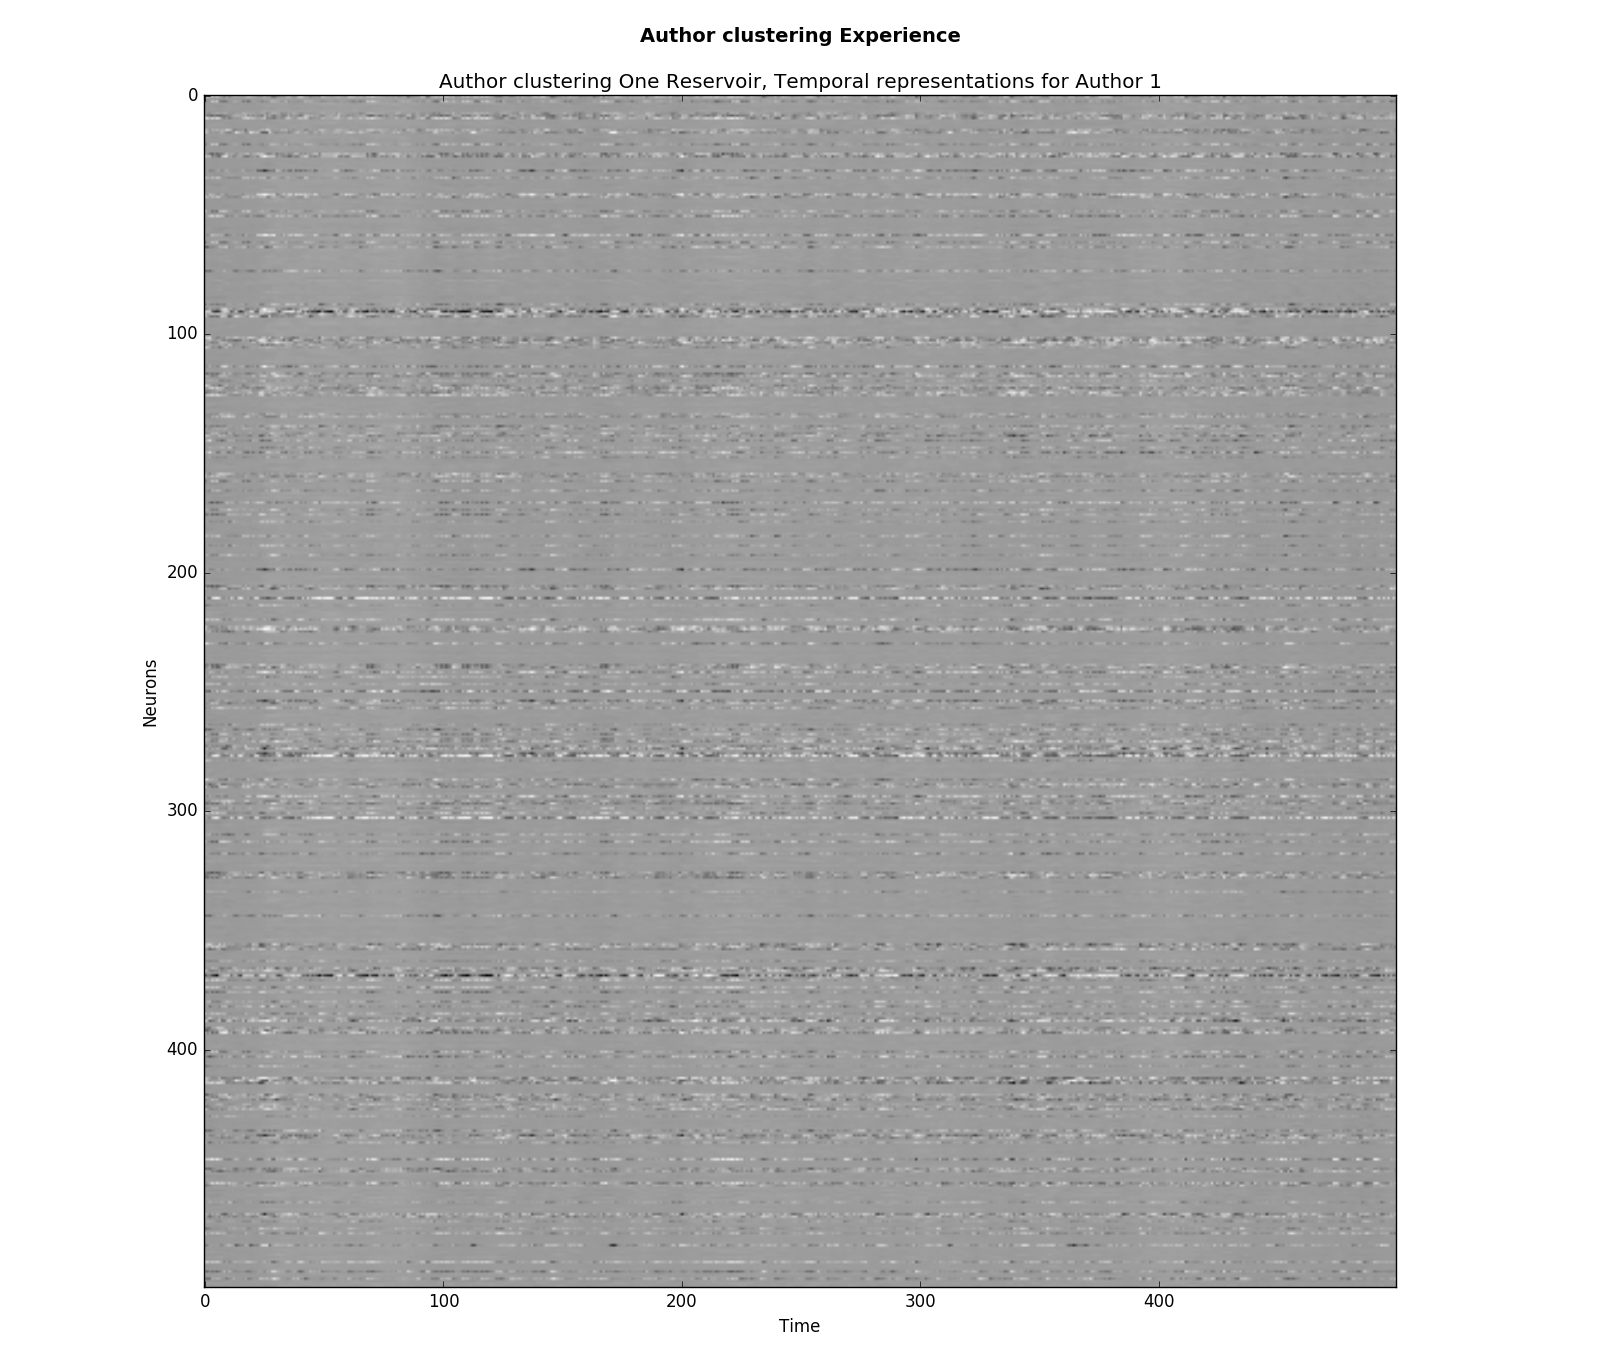 Author clustering Experience
Author clustering One Reservoir, Temporal representations for Author 1
0
100
200
300
400
Neurons
0 100 200 300 400
Time